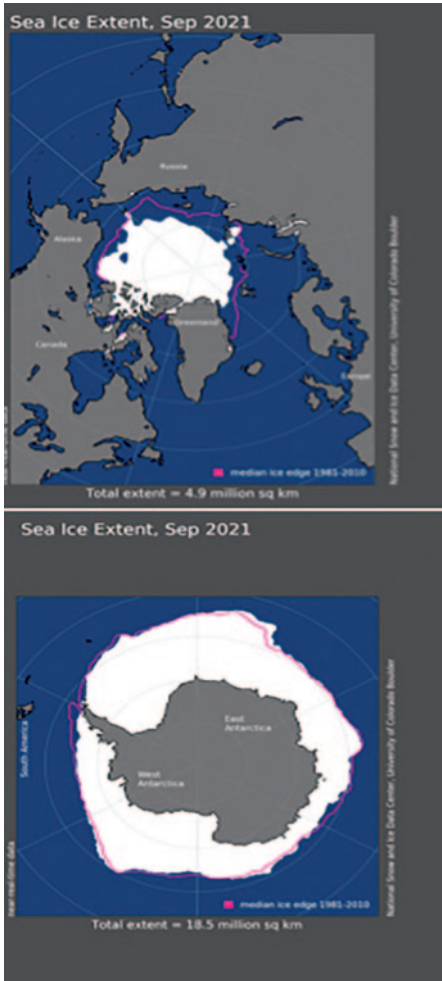 Sea Ice Extent, Sep 2021
Russia
Alaska
Greenland
Canada
Europe
median ice edge 1981-2010
Total extent = 4.9 million sq km
National Snow and Ice Data Center, University of Colorado Boulder
Sea Ice Extent, Sep 2021
East
Antarctica
West
Antarctica
South America
near-real-time data
median ice edge 1981-2010
Total extent = 18.5 million sq km
National Snow and Ice Data Center, University of Colorado Boulder